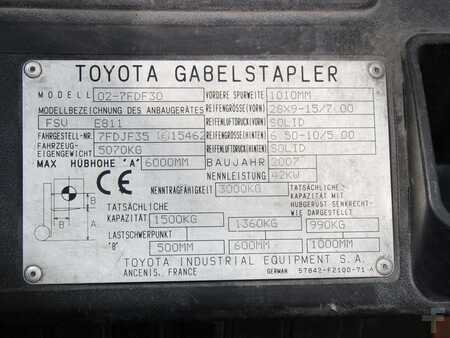 TOYOTA GABELSTAPLER
MODELL 02-7FDF30 VORDERE SPURWEITE 1010MM
MODELLBEZEICHNUNG DES ANBAUGERÄTES REIFENGRÖSSE(VORN) 28X9-15/7.00
FSV E811 REIFENLUFTDRUCK(VORN) SOLID
FAHRGESTELL-NR. 7FDJF35 15462 REIFENGRÖSSE(HINTEN) 6.50-10/5.00
FAHRZEUG-EIGENGEWICHT 5070KG REIFENLUFTDRUCK(HINTEN) SOLID
MAX HUBHÖHE "A" 6000MM BAUJAHR 2007
NENNLEISTUNG 42KW
CE NENNTRAGFÄHIGKEIT 3000KG TATSÄCHLICHE
KAPAZITÄT MIT
HUBGERÜST SENKRECHT-
WIE DARGESTELLT
B
A
B
TATSÄCHLICHE
KAPAZITÄT 1500KG 1360KG 990KG
LASTSCHWERPUNKT
"B" 500MM 600MM 1000MM
TOYOTA INDUSTRIAL EQUIPMENT S.A.
ANCENIS, FRANCE GERMAN 57842-F2100-71-A